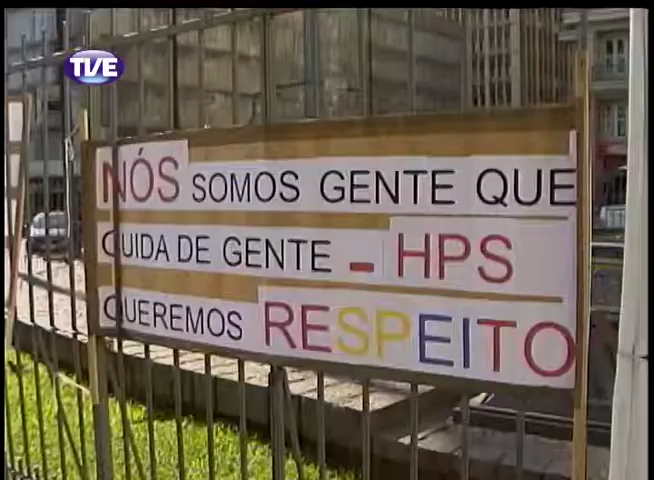 TVE
NÓS SOMOS GENTE QUE
CUIDA DE GENTE - HPS
QUEREMOS RESPEITO